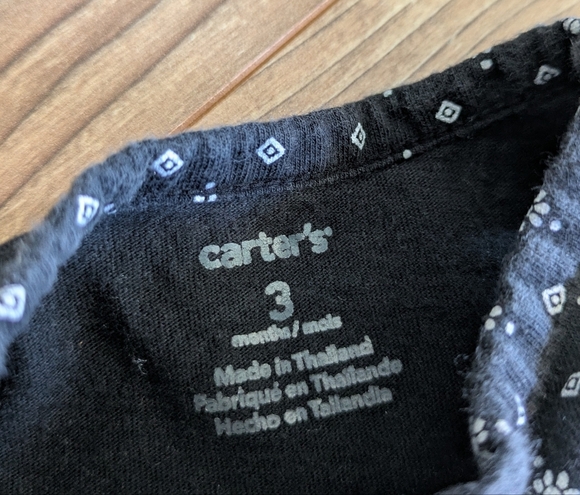 carter's
3
months/mois
Made in Thailand
Fabriqué en Thaïlande
Hecho en Tailandia